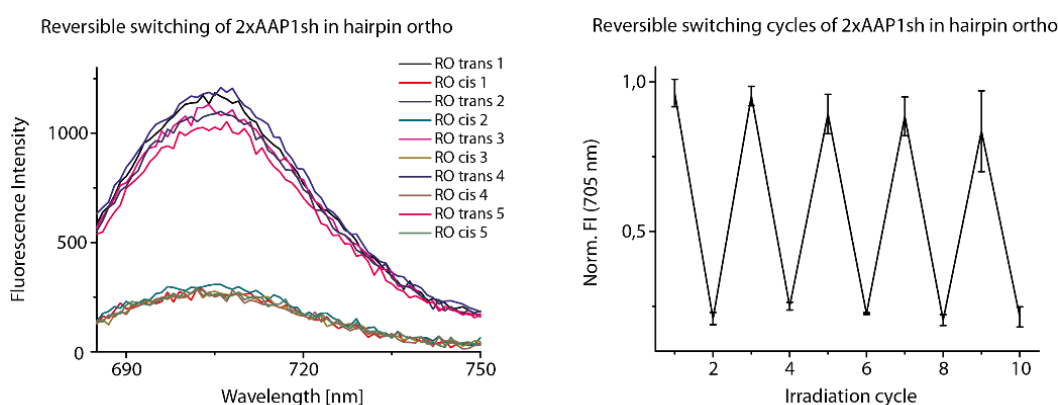 Reversible switching of 2xAAP1sh in hairpin ortho
RO trans 1
RO cis 1
RO trans 2
RO cis 2
RO trans 3
RO cis 3
RO trans 4
RO cis 4
RO trans 5
RO cis 5
Fluorescence Intensity
1000
500
0
690
720
750
Wavelength [nm]
Reversible switching cycles of 2xAAP1sh in hairpin ortho
Norm. FI (705 nm)
1,0
0,5
2
4
6
8
10
Irradiation cycle